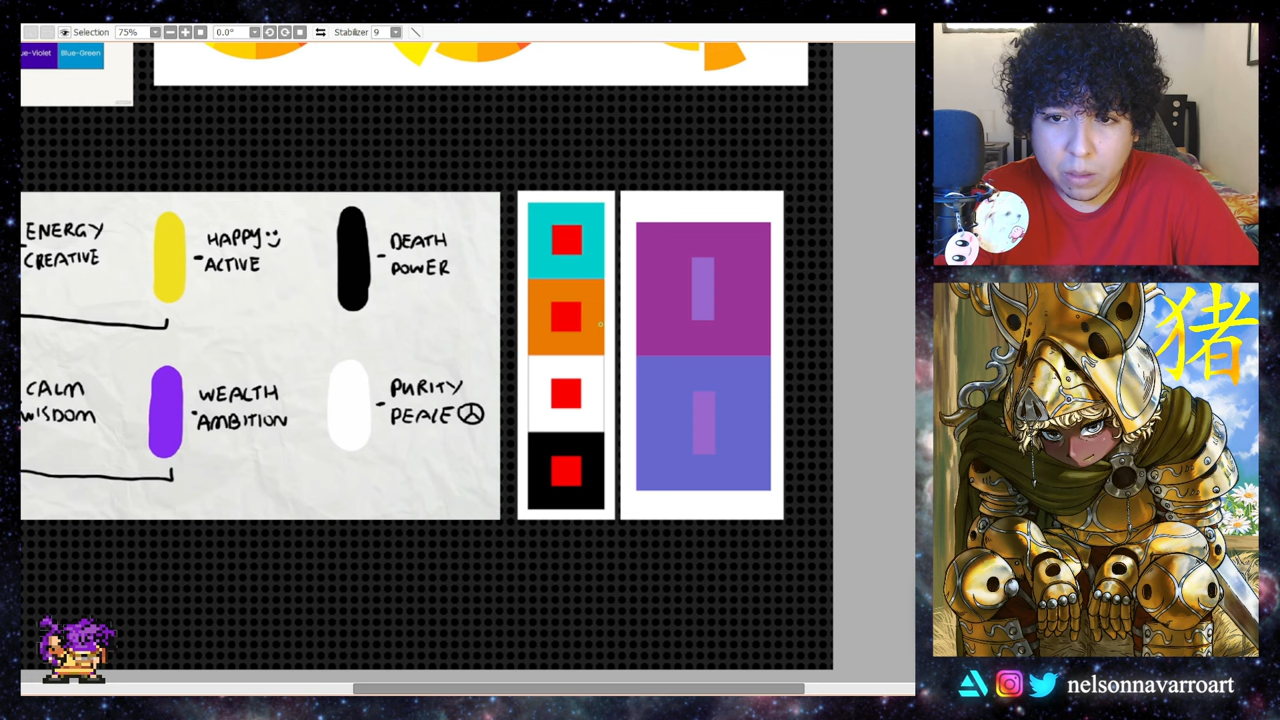 ue-Violet Blue-Green
Selection 75% 0.0° Stabilizer 9
ENERGY
CREATIVE
- HAPPY :)
- ACTIVE
- DEATH
POWER
CALM
WISDOM
WEALTH
AMBITION
- PURITY
PEACE
猪
nelsonnavarroart